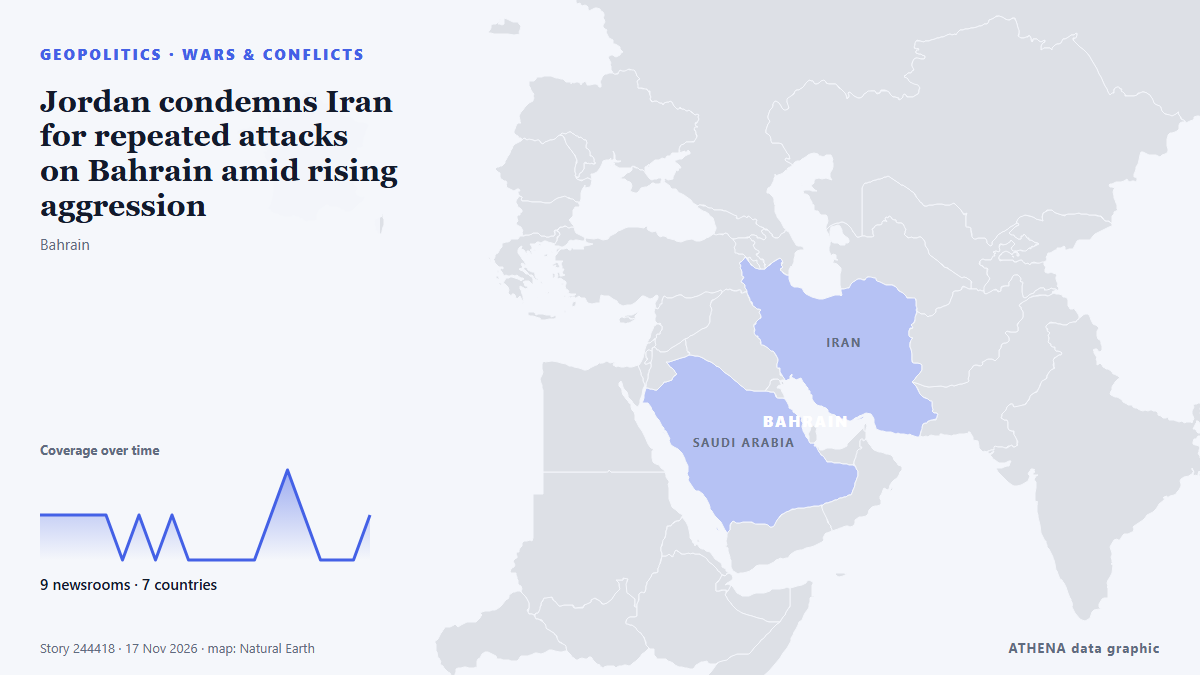 GEOPOLITICS · WARS & CONFLICTS
Jordan condemns Iran
for repeated attacks
on Bahrain amid rising
aggression
Bahrain
IRAN
BAHRAIN
SAUDI ARABIA
Coverage over time
9 newsrooms · 7 countries
Story 244418 · 17 Nov 2026 · map: Natural Earth
ATHENA data graphic